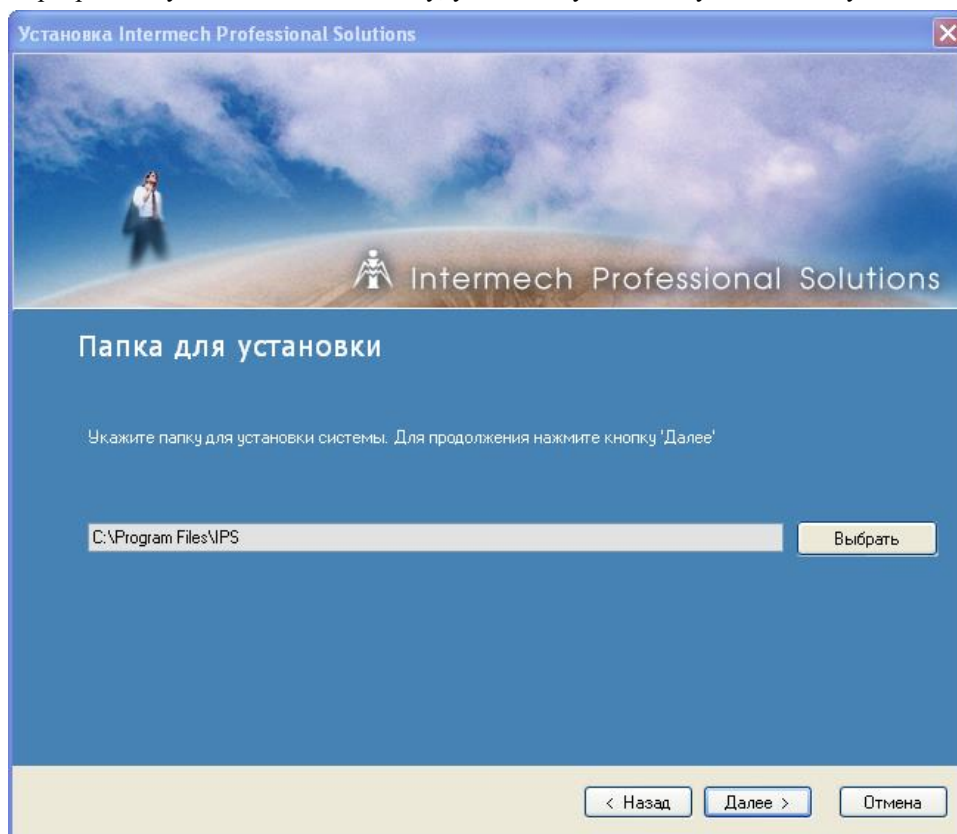 Установка Intermech Professional Solutions
Intermech Professional Solutions
Папка для установки
Укажите папку для установки системы. Для продолжения нажмите кнопку 'Далее'
C:\Program Files\IPS
Выбрать
< Назад
Далее >
Отмена